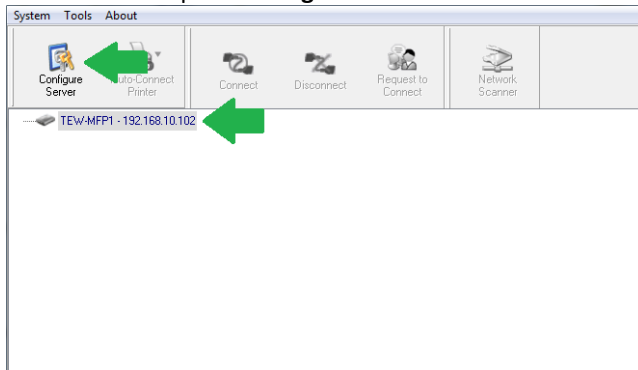 System Tools About
Configure Server
Auto-Connect Printer
Connect
Disconnect
Request to Connect
Network Scanner
TEW-MFP1 - 192.168.10.102